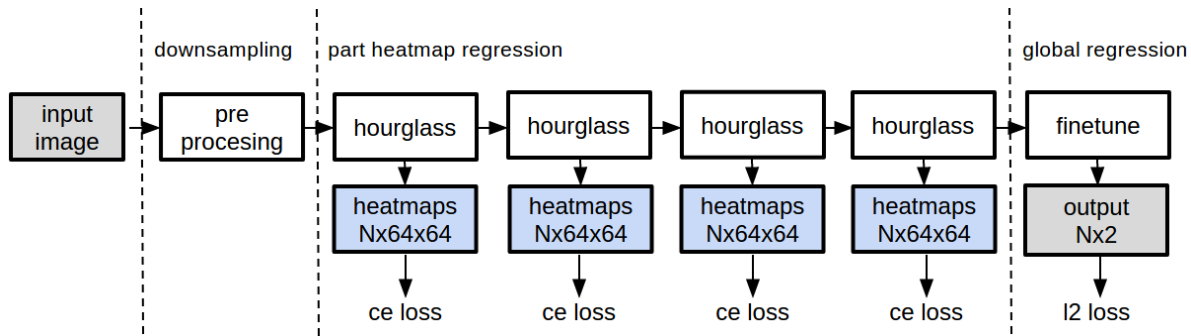 downsampling
part heatmap regression
global regression
input
image
pre
procesing
hourglass
hourglass
hourglass
hourglass
finetune
heatmaps
Nx64x64
heatmaps
Nx64x64
heatmaps
Nx64x64
heatmaps
Nx64x64
output
Nx2
ce loss
ce loss
ce loss
ce loss
l2 loss